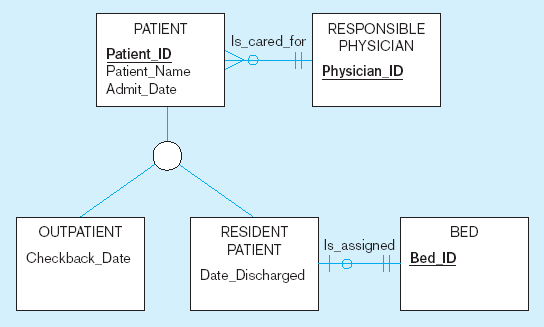 PATIENT
Patient_ID
Patient_Name
Admit_Date
Is_cared_for
RESPONSIBLE
PHYSICIAN
Physician_ID
OUTPATIENT
Checkback_Date
RESIDENT
PATIENT
Date_Discharged
Is_assigned
BED
Bed_ID